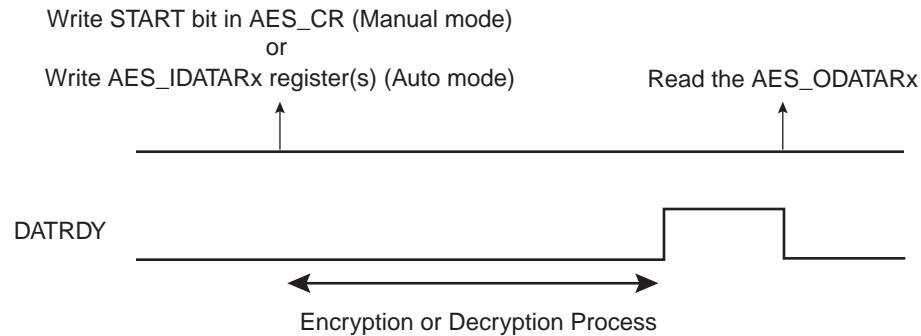 Write START bit in AES_CR (Manual mode)
or
Write AES_IDATARx register(s) (Auto mode)
Read the AES_ODATARx
DATRDY
Encryption or Decryption Process